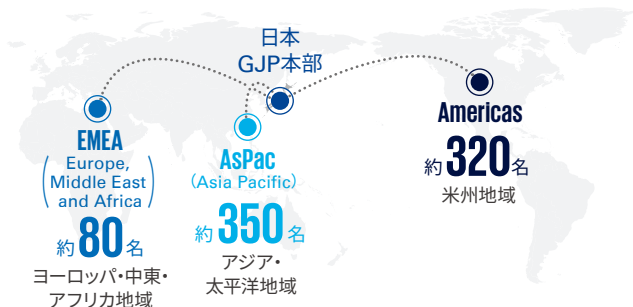 日本
GJP本部
EMEA
(Europe,
Middle East
and Africa)
約80名
ヨーロッパ・中東・
アフリカ地域
AsPac
(Asia Pacific)
約350名
アジア・
太平洋地域
Americas
約320名
米州地域